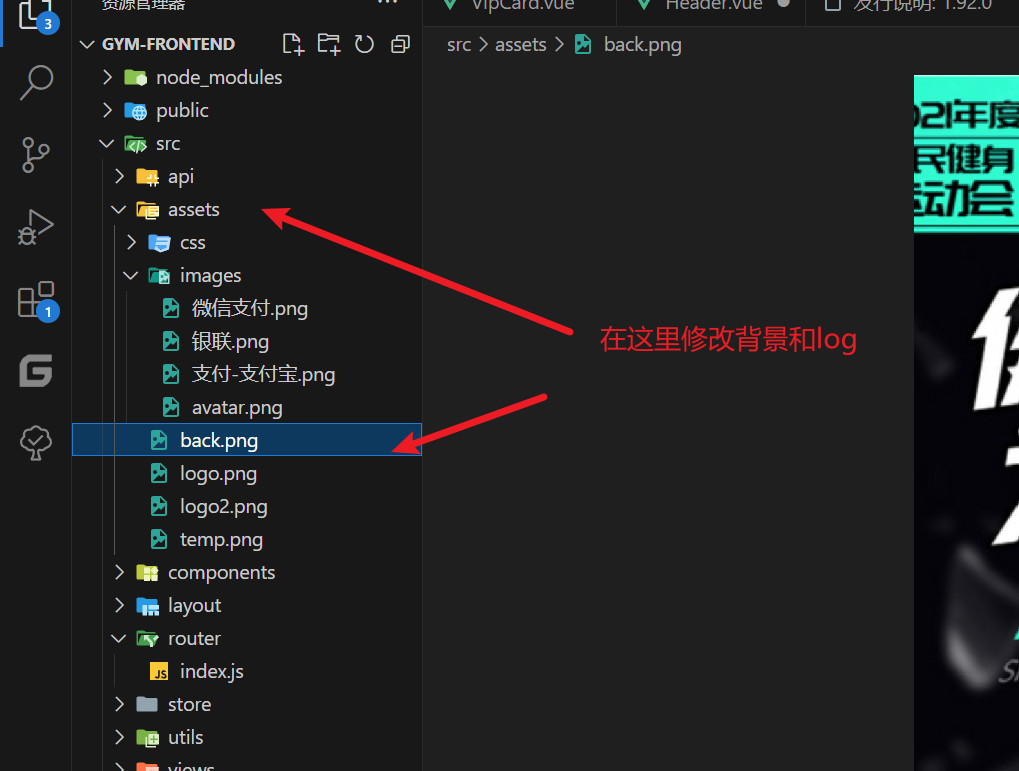 资源管理器 ···
VipCard.vue
Header.vue
发行说明: 1.92.0
3
GYM-FRONTEND
src > assets > back.png
node_modules
public
src
api
assets
css
images
微信支付.png
银联.png
支付-支付宝.png
avatar.png
back.png
logo.png
logo2.png
temp.png
components
layout
router
JS index.js
store
utils
views
1
在这里修改背景和log
021年度
民健身
运动会